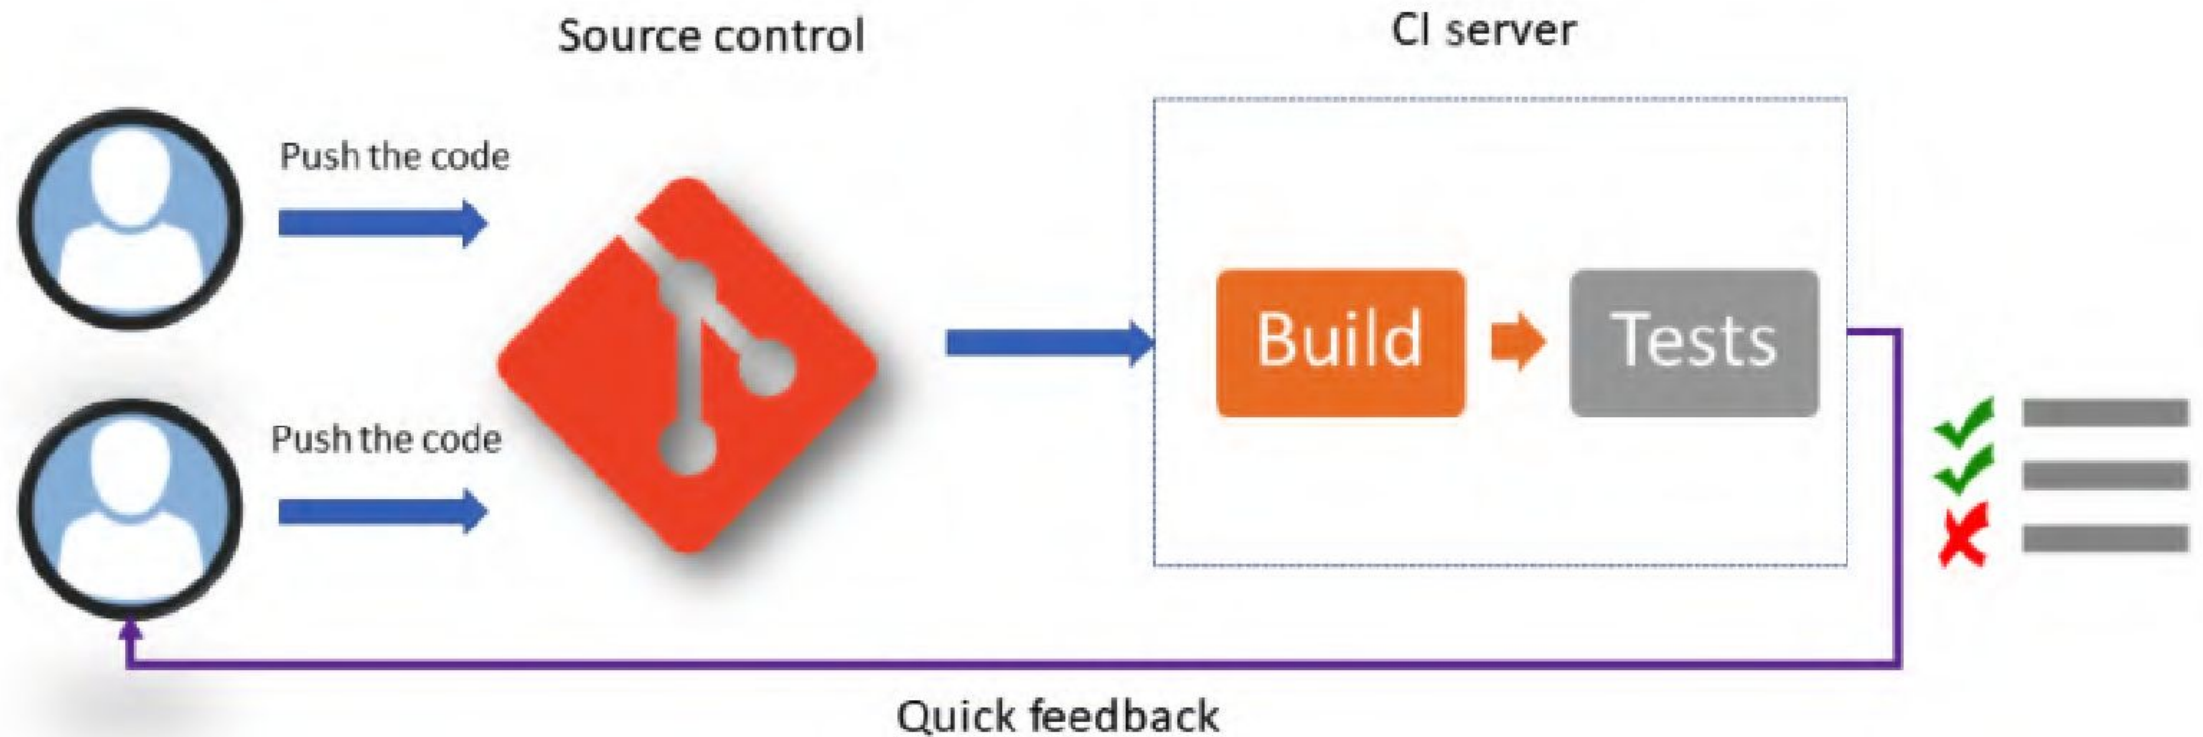 Source control
CI server
Push the code
Build
Tests
Push the code
Quick feedback